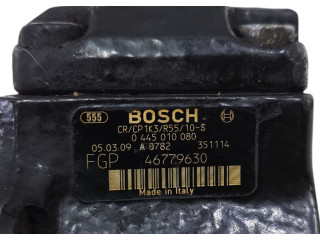 555 BOSCH
CR/CP1K3/R55/10-S
0 445 010 080
05.03.09 A 0782 351114
FGP 46779630
Made in Italy